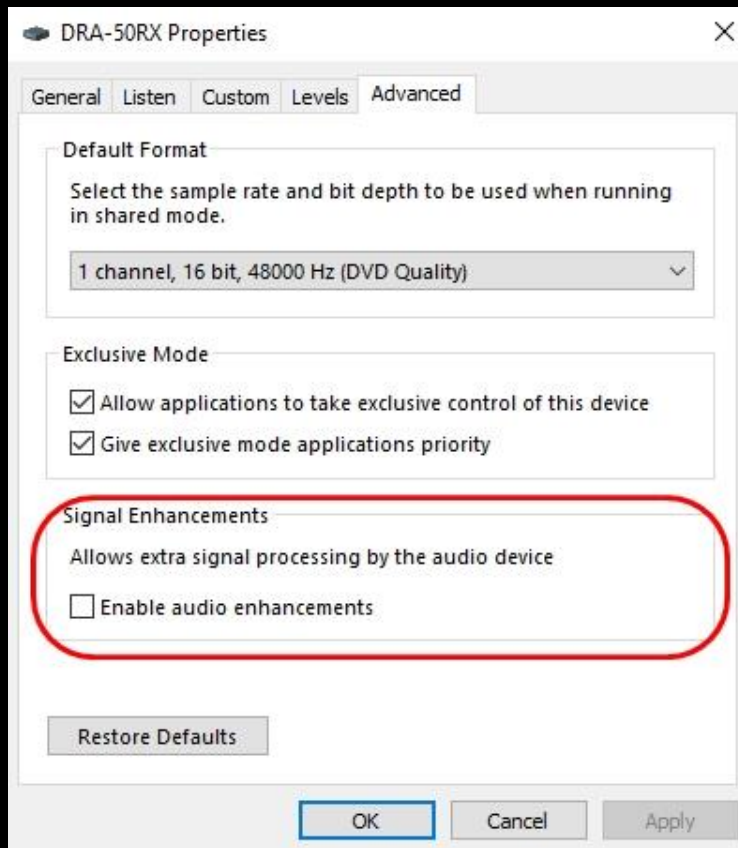 DRA-50RX Properties
General Listen Custom Levels Advanced
Default Format
Select the sample rate and bit depth to be used when running
in shared mode.
1 channel, 16 bit, 48000 Hz (DVD Quality)
Exclusive Mode
Allow applications to take exclusive control of this device
Give exclusive mode applications priority
Signal Enhancements
Allows extra signal processing by the audio device
Enable audio enhancements
Restore Defaults
OK Cancel Apply